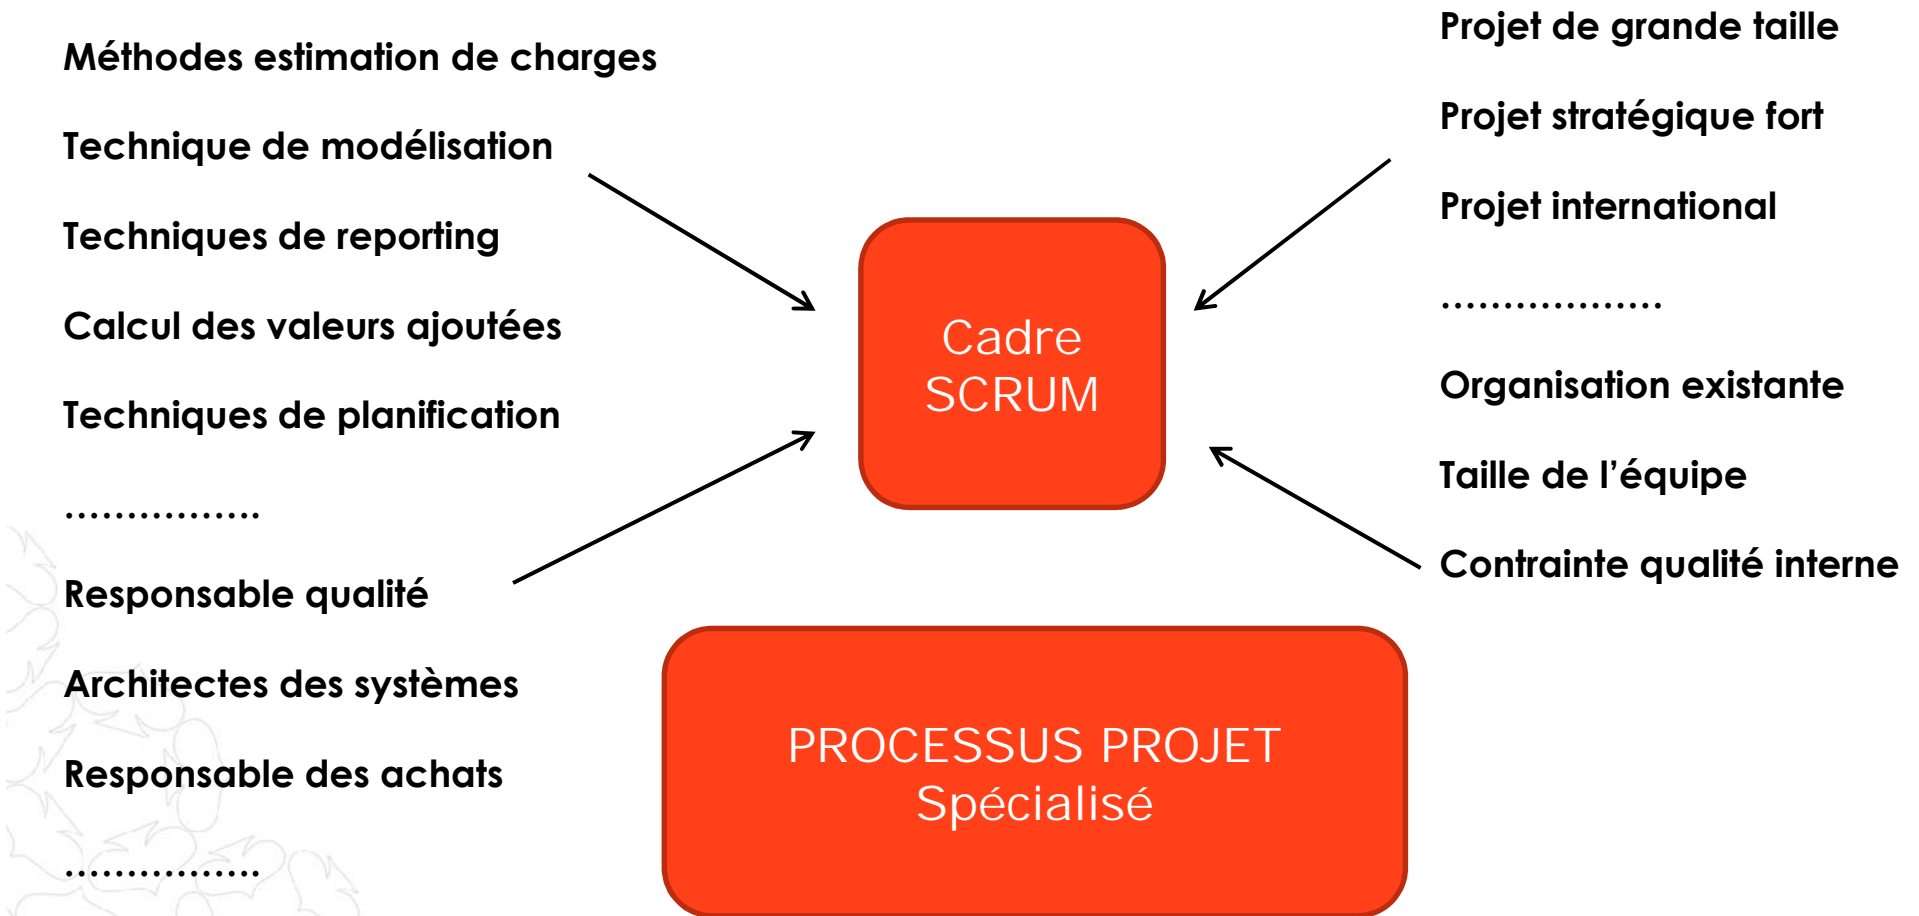 Méthodes estimation de charges
Technique de modélisation
Techniques de reporting
Calcul des valeurs ajoutées
Techniques de planification
................
Responsable qualité
Architectes des systèmes
Responsable des achats
................
Cadre
SCRUM
PROCESSUS PROJET
Spécialisé
Projet de grande taille
Projet stratégique fort
Projet international
..................
Organisation existante
Taille de l’équipe
Contrainte qualité interne